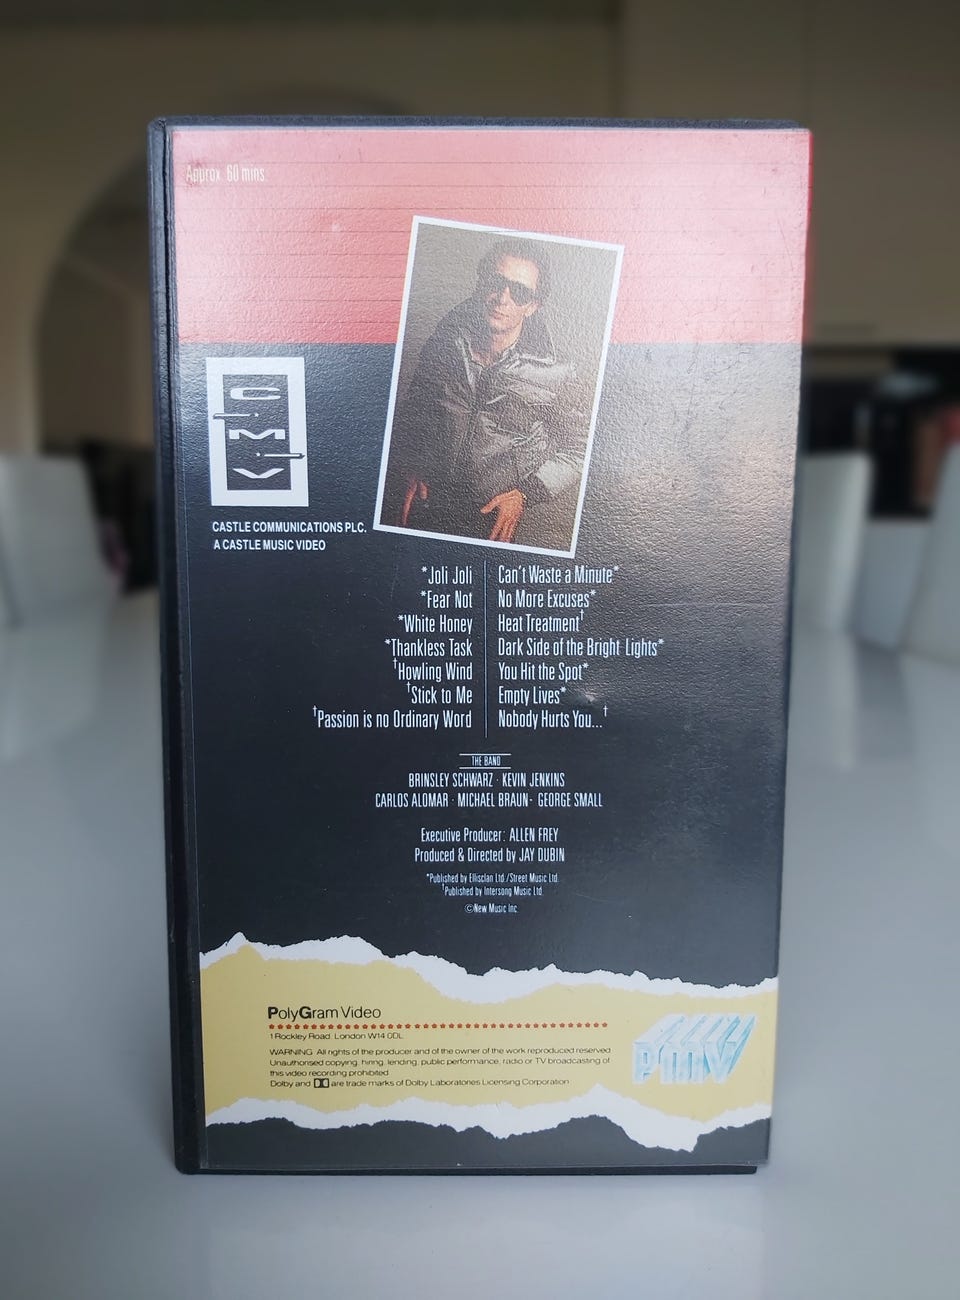 Approx. 60 mins.
CMV
CASTLE COMMUNICATIONS PLC.
A CASTLE MUSIC VIDEO
*Joli Joli
*Fear Not
*White Honey
*Thankless Task
†Howling Wind
†Stick to Me
†Passion is no Ordinary Word
Can't Waste a Minute*
No More Excuses*
Heat Treatment†
Dark Side of the Bright Lights*
You Hit the Spot*
Empty Lives*
Nobody Hurts You...†
THE BAND
BRINSLEY SCHWARZ · KEVIN JENKINS
CARLOS ALOMAR · MICHAEL BRAUN · GEORGE SMALL
Executive Producer: ALLEN FREY
Produced & Directed by JAY DUBIN
*Published by Ellisclan Ltd./Street Music Ltd.
†Published by Intersong Music Ltd.
©New Music Inc.
PolyGram Video
1 Rockley Road. London W14 0DL
WARNING All rights of the producer and of the owner of the work reproduced reserved
Unauthorised copying, hiring, lending, public performance, radio or TV broadcasting of
this video recording prohibited
Dolby and are trade marks of Dolby Laboratories Licensing Corporation
PMV